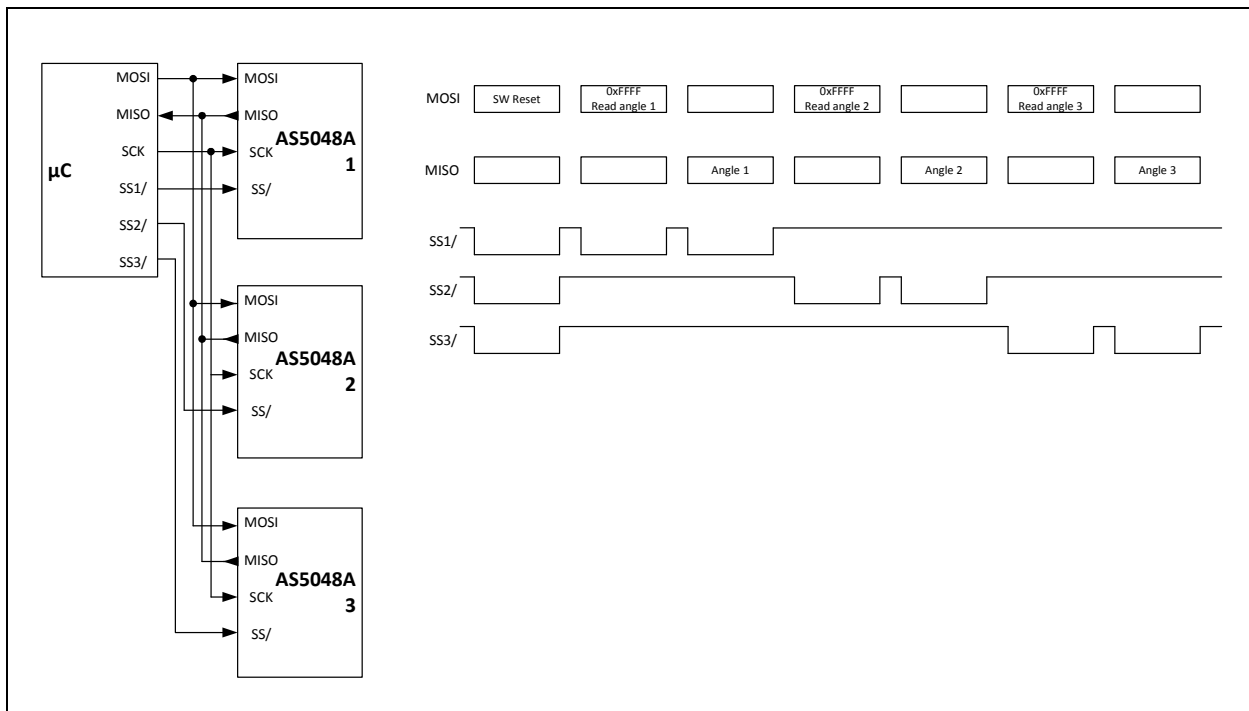 µC
MOSI
MISO
SCK
SS1/
SS2/
SS3/
MOSI
MISO
AS5048A
SCK
1
SS/
MOSI
MISO
AS5048A
SCK
2
SS/
MOSI
MISO
AS5048A
SCK
3
SS/
MOSI
SW Reset
0xFFFF
Read angle 1
0xFFFF
Read angle 2
0xFFFF
Read angle 3
MISO
Angle 1
Angle 2
Angle 3
SS1/
SS2/
SS3/